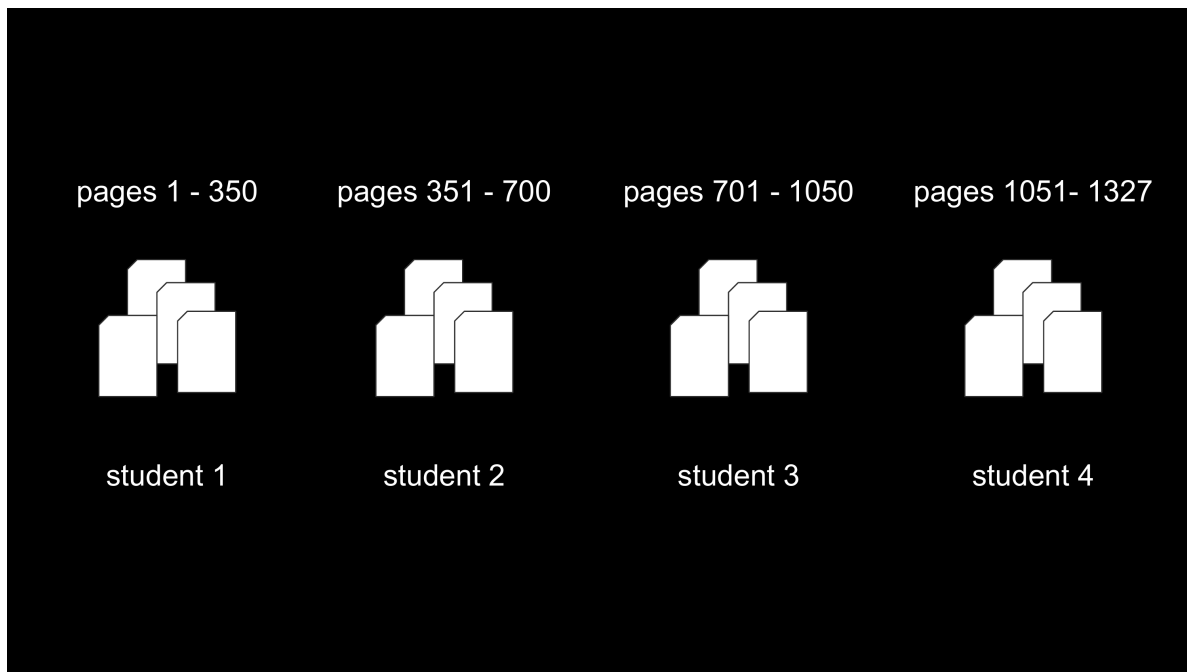 pages 1 - 350
pages 351 - 700
pages 701 - 1050
pages 1051- 1327
student 1
student 2
student 3
student 4